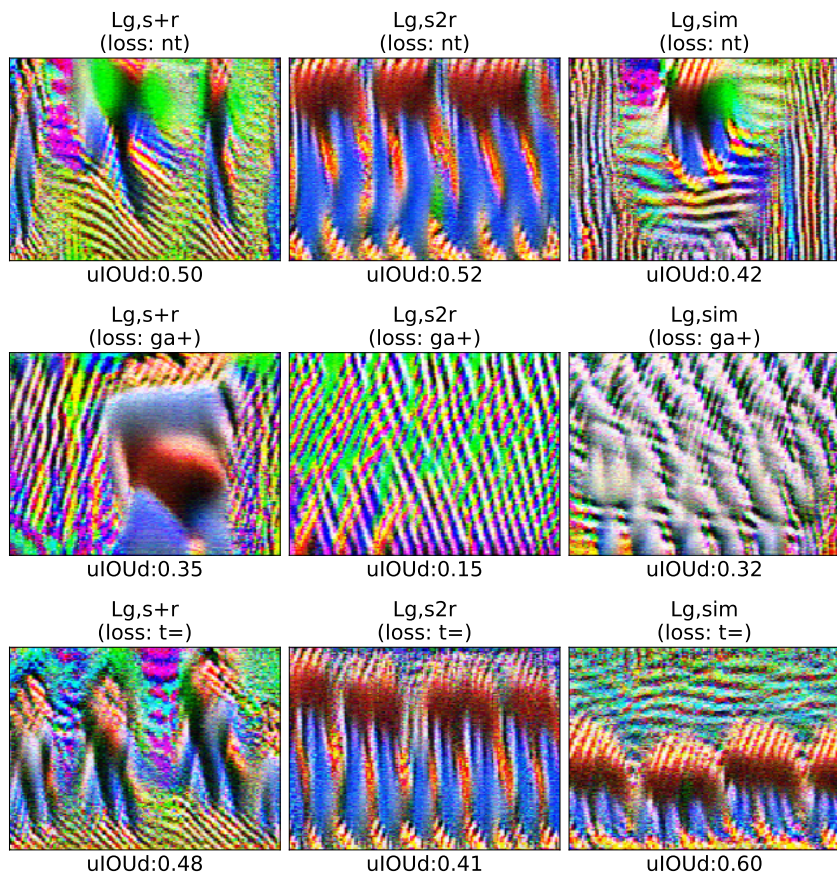 Lg,s+r
(loss: nt)
Lg,s2r
(loss: nt)
Lg,sim
(loss: nt)
uIOUd:0.50
uIOUd:0.52
uIOUd:0.42
Lg,s+r
(loss: ga+)
Lg,s2r
(loss: ga+)
Lg,sim
(loss: ga+)
uIOUd:0.35
uIOUd:0.15
uIOUd:0.32
Lg,s+r
(loss: t=)
Lg,s2r
(loss: t=)
Lg,sim
(loss: t=)
uIOUd:0.48
uIOUd:0.41
uIOUd:0.60